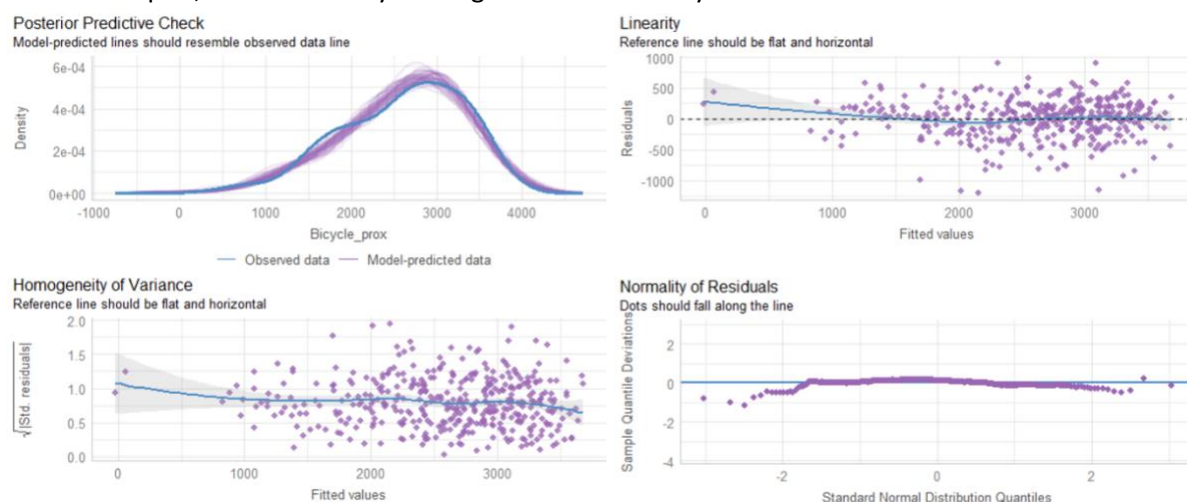 Posterior Predictive Check
Model-predicted lines should resemble observed data line
6e-04
4e-04
2e-04
0e+00
Density
-1000 0 1000 2000 3000 4000
Bicycle_prox
Observed data Model-predicted data
Linearity
Reference line should be flat and horizontal
1000
500
0
-500
-1000
Residuals
0 1000 2000 3000
Fitted values
Homogeneity of Variance
Reference line should be flat and horizontal
2.0
1.5
1.0
0.5
0.0
√|Std. residuals|
0 1000 2000 3000
Fitted values
Normality of Residuals
Dots should fall along the line
2
0
-2
-4
Sample Quantile Deviations
-2 0 2
Standard Normal Distribution Quantiles